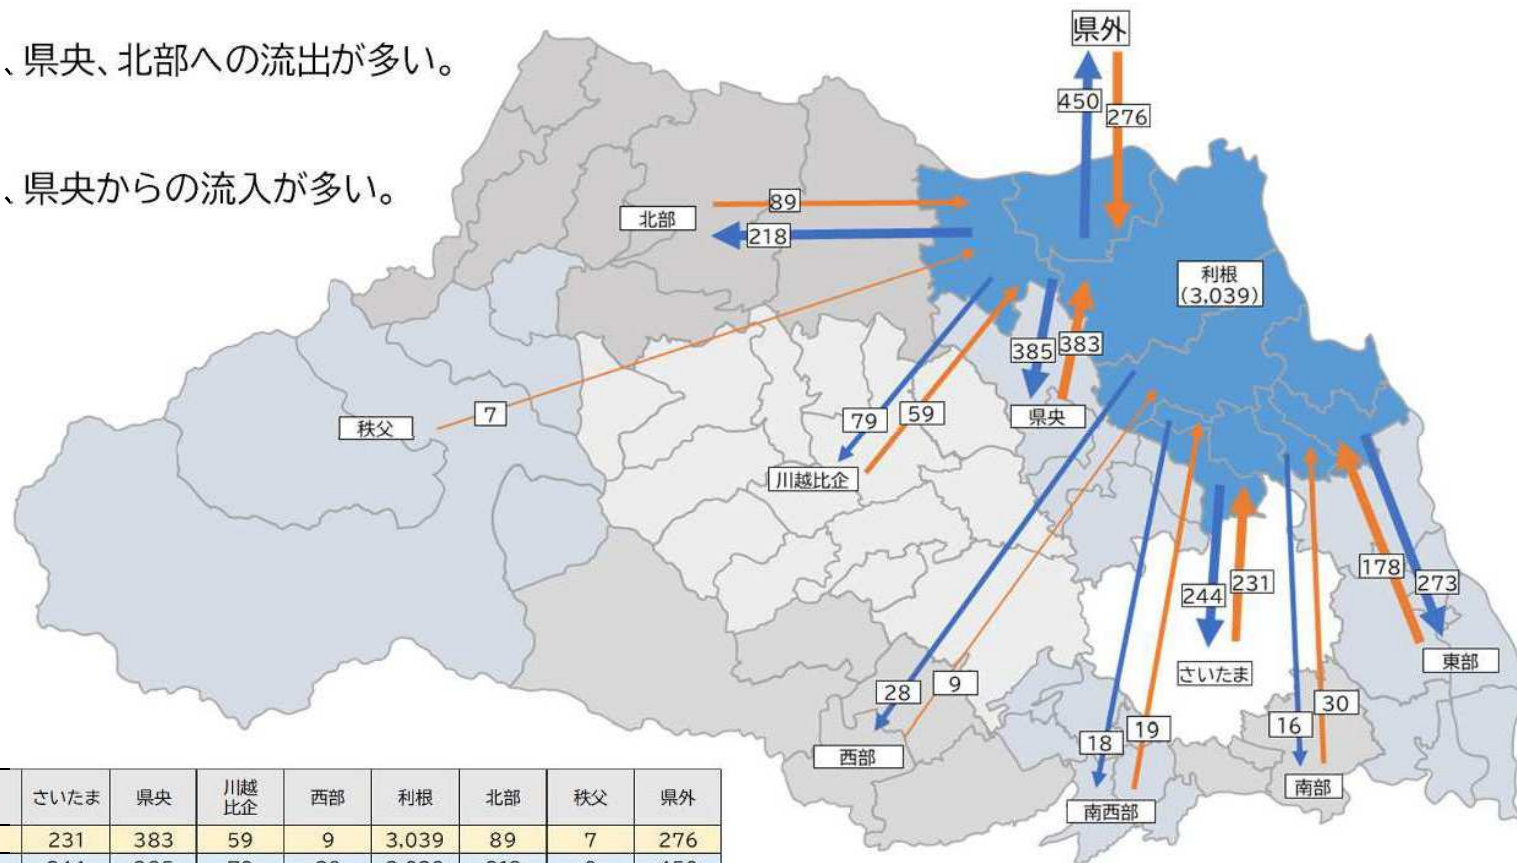 、県央、北部への流出が多い。
、県央からの流入が多い。
県外
450
276
北部
89
218
利根
(3,039)
385
383
県央
秩父
7
79
59
川越比企
244
231
さいたま
178
273
東部
28
9
西部
18
19
南西部
16
30
南部
さいたま 県央 川越比企 西部 利根 北部 秩父 県外
231 383 59 9 3,039 89 7 276